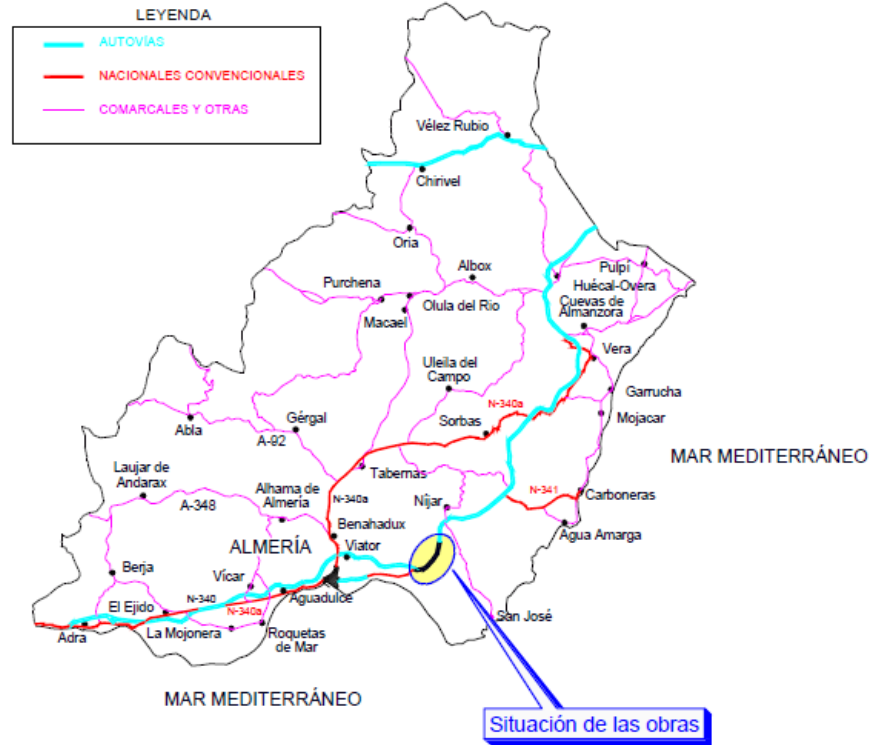 LEYENDA
AUTOVÍAS
NACIONALES CONVENCIONALES
COMARCALES Y OTRAS
Vélez Rubio
Chirivel
Oria
Albox
Pulpí
Purchena
Huécal-Overa
Olula del Rio
Cuevas de
Almanzora
Macael
Vera
Uleila del
Campo
Garrucha
N-340a
Mojacar
Abla
Gérgal
Sorbas
A-92
MAR MEDITERRÁNEO
Laujar de
Andarax
Tabernas
Alhama de
Almería
N-340a
N-341
Carboneras
A-348
Níjar
Benahadux
Agua Amarga
ALMERÍA
Viator
Berja
Vícar
N-340
El Ejido
N-340a
Aguadulce
San José
Adra
La Mojonera
Roquetas
de Mar
MAR MEDITERRÁNEO
Situación de las obras